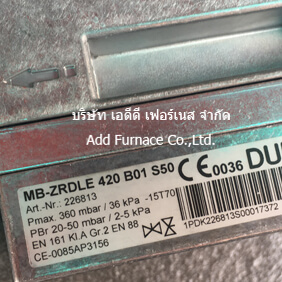 บริษัท เอดีดี เฟอร์เนส จำกัด
Add Furnace Co.,Ltd.
MB-ZRDLE 420 B01 S50 CE 0036
Art.-Nr.: 226813
Pmax. 360 mbar / 36 kPa -15T70
PBr 20-50 mbar / 2-5 kPa
EN 161 Kl.A Gr.2 EN 88
CE-0085AP3156
1PDK226813S00017372